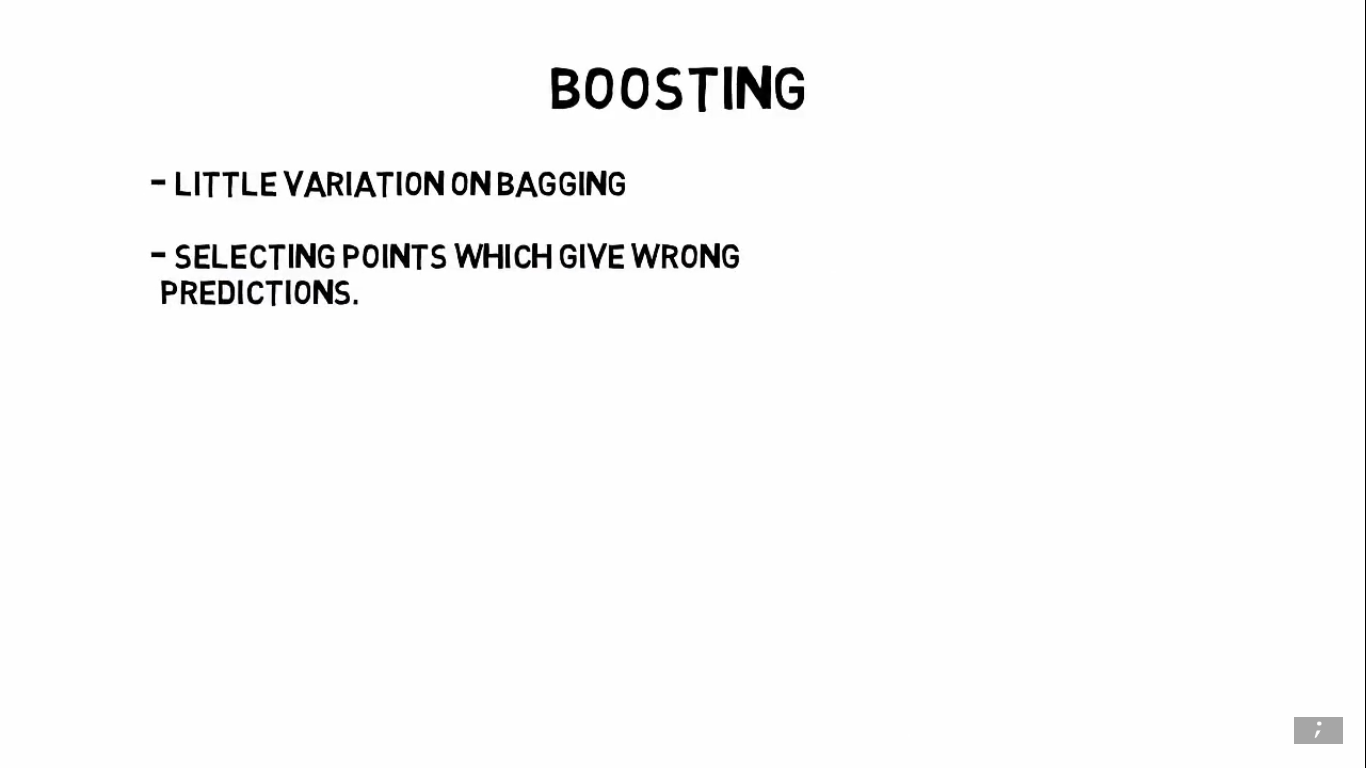 BOOSTING
- LITTLE VARIATION ON BAGGING
- SELECTING POINTS WHICH GIVE WRONG
PREDICTIONS.
;